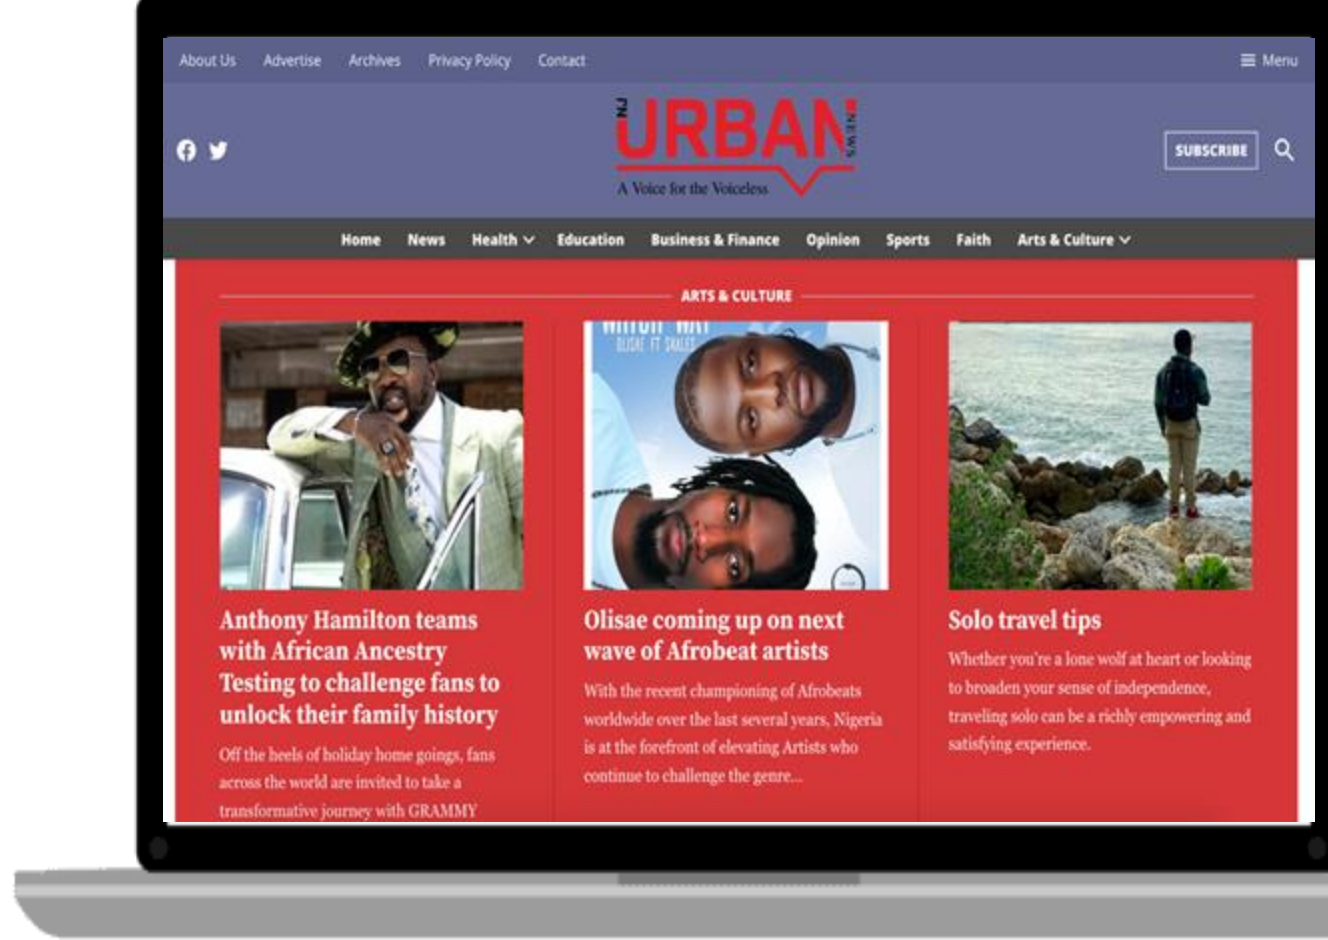 About Us Advertise Archives Privacy Policy Contact Menu
FN URBAN NEWS
A Voice for the Voiceless
SUBSCRIBE
Home News Health Education Business & Finance Opinion Sports Faith Arts & Culture
ARTS & CULTURE
WHICH WAY
OLISAE FT
Anthony Hamilton teams
with African Ancestry
Testing to challenge fans to
unlock their family history
Off the heels of holiday home goings, fans
across the world are invited to take a
transformative journey with GRAMMY
Olisae coming up on next
wave of Afrobeat artists
With the recent championing of Afrobeats
worldwide over the last several years, Nigeria
is at the forefront of elevating Artists who
continue to challenge the genre...
Solo travel tips
Whether you're a lone wolf at heart or looking
to broaden your sense of independence,
traveling solo can be a richly empowering and
satisfying experience.